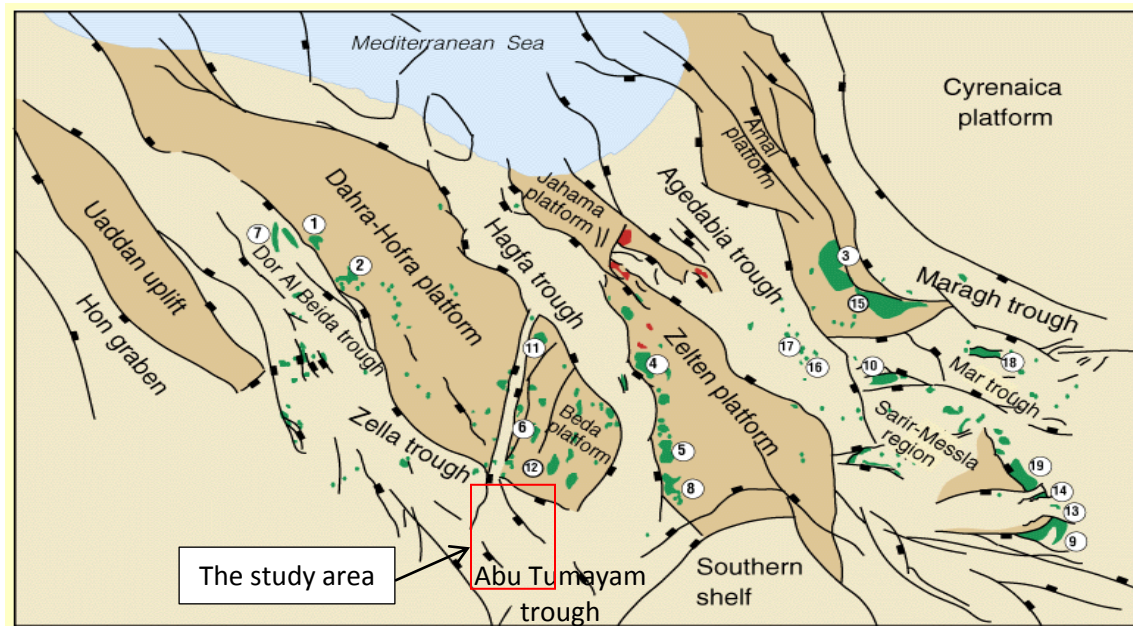 Mediterranean Sea
Cyrenaica
platform
Amal
platform
Jahama
platform
Agedabia trough
Dahra-Hofra platform
Hagfa trough
Uaddan uplift
Dor Al Beida trough
Hon graben
7
1
2
3
15
Maragh trough
11
4
17
16
10
18
Mar trough
Zelten platform
Beda
platform
6
12
5
8
Sarir-Messla
region
19
14
13
9
Zella trough
The study area
Abu Tumayam
trough
Southern
shelf